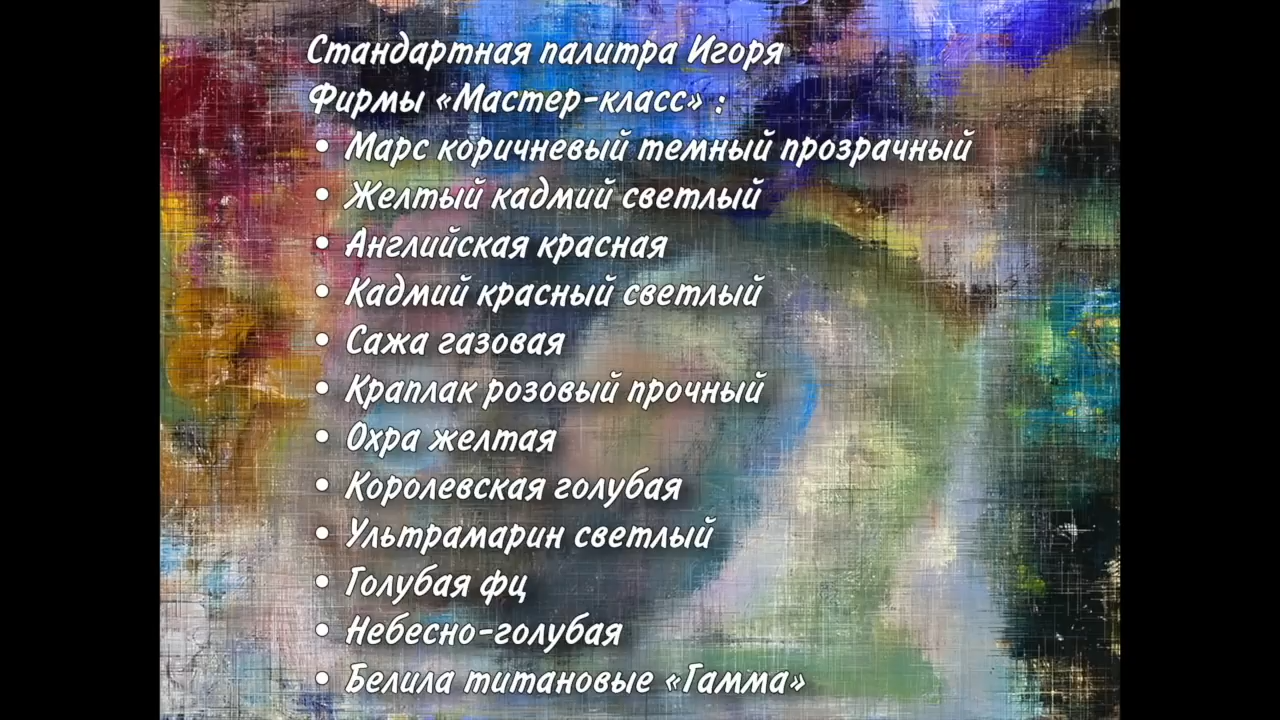 Стандартная палитра Игоря
Фирмы «Мастер-класс» :
• Марс коричневый темный прозрачный
• Желтый кадмий светлый
• Английская красная
• Кадмий красный светлый
• Сажа газовая
• Краплак розовый прочный
• Охра желтая
• Королевская голубая
• Ультрамарин светлый
• Голубая фц
• Небесно-голубая
• Белила титановые «Гамма»